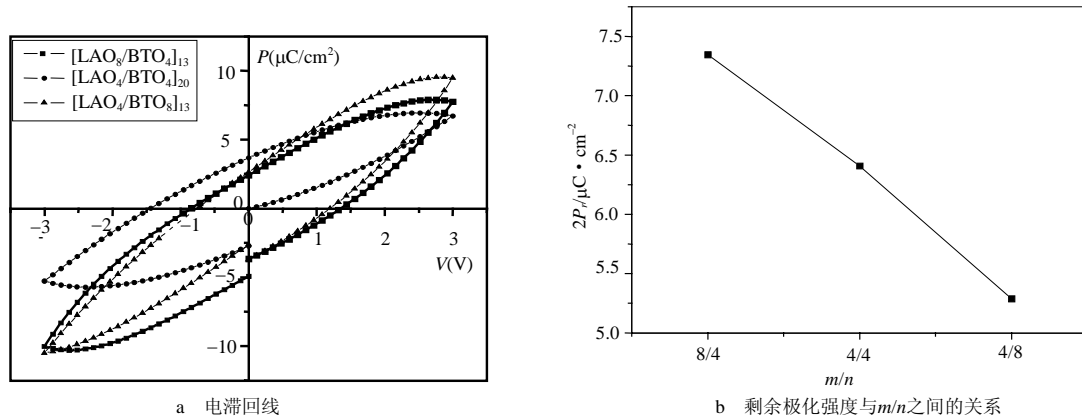 [LAO₈/BTO₄]₁₃
[LAO₄/BTO₄]₂₀
[LAO₄/BTO₈]₁₃
P(μC/cm²)
10
5
0
−5
−10
−3 −2 −1 0 1 2 3
V(V)
a 电滞回线
2Pᵣ/μC・cm⁻²
7.5
7.0
6.5
6.0
5.5
5.0
8/4 4/4 4/8
m/n
b 剩余极化强度与m/n之间的关系